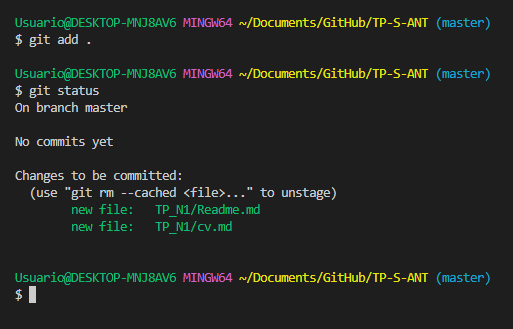 Usuario@DESKTOP-MNJ8AV6 MINGW64 ~/Documents/GitHub/TP-S-ANT (master)
$ git add .
Usuario@DESKTOP-MNJ8AV6 MINGW64 ~/Documents/GitHub/TP-S-ANT (master)
$ git status
On branch master
No commits yet
Changes to be committed:
  (use "git rm --cached <file>..." to unstage)
        new file:   TP_N1/Readme.md
        new file:   TP_N1/cv.md
Usuario@DESKTOP-MNJ8AV6 MINGW64 ~/Documents/GitHub/TP-S-ANT (master)
$